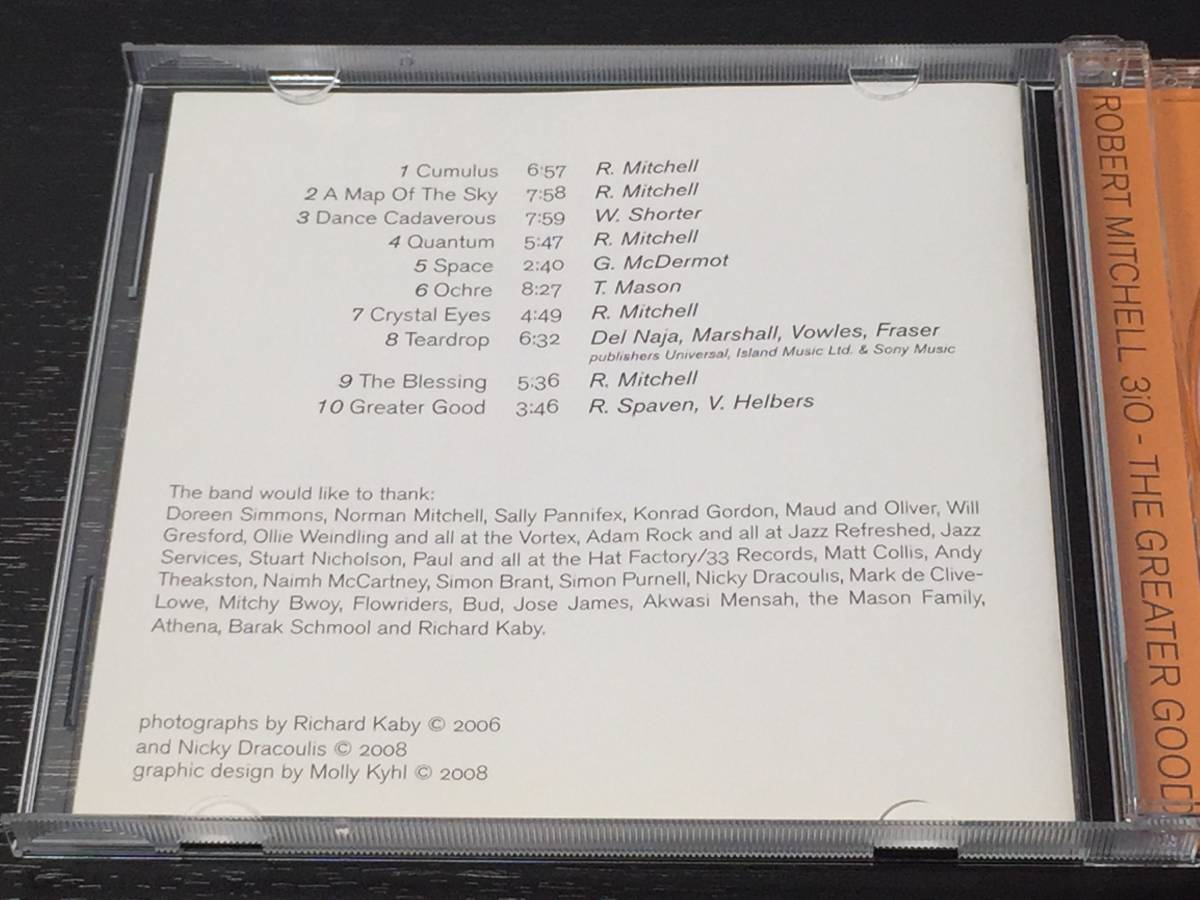 1 Cumulus 6:57 R. Mitchell
2 A Map Of The Sky 7:58 R. Mitchell
3 Dance Cadaverous 7:59 W. Shorter
4 Quantum 5:47 R. Mitchell
5 Space 2:40 G. McDermot
6 Ochre 8:27 T. Mason
7 Crystal Eyes 4:49 R. Mitchell
8 Teardrop 6:32 Del Naja, Marshall, Vowles, Fraser
publishers Universal, Island Music Ltd. & Sony Music
9 The Blessing 5:36 R. Mitchell
10 Greater Good 3:46 R. Spaven, V. Helbers
The band would like to thank:
Doreen Simmons, Norman Mitchell, Sally Pannifex, Konrad Gordon, Maud and Oliver, Will
Gresford, Ollie Weindling and all at the Vortex, Adam Rock and all at Jazz Refreshed, Jazz
Services, Stuart Nicholson, Paul and all at the Hat Factory/33 Records, Matt Collis, Andy
Theakston, Naimh McCartney, Simon Brant, Simon Purnell, Nicky Dracoulis, Mark de Clive-
Lowe, Mitchy Bwoy, Flowriders, Bud, Jose James, Akwasi Mensah, the Mason Family,
Athena, Barak Schmool and Richard Kaby.
photographs by Richard Kaby © 2006
and Nicky Dracoulis © 2008
graphic design by Molly Kyhl © 2008
ROBERT MITCHELL 3iO - THE GREATER GOOD